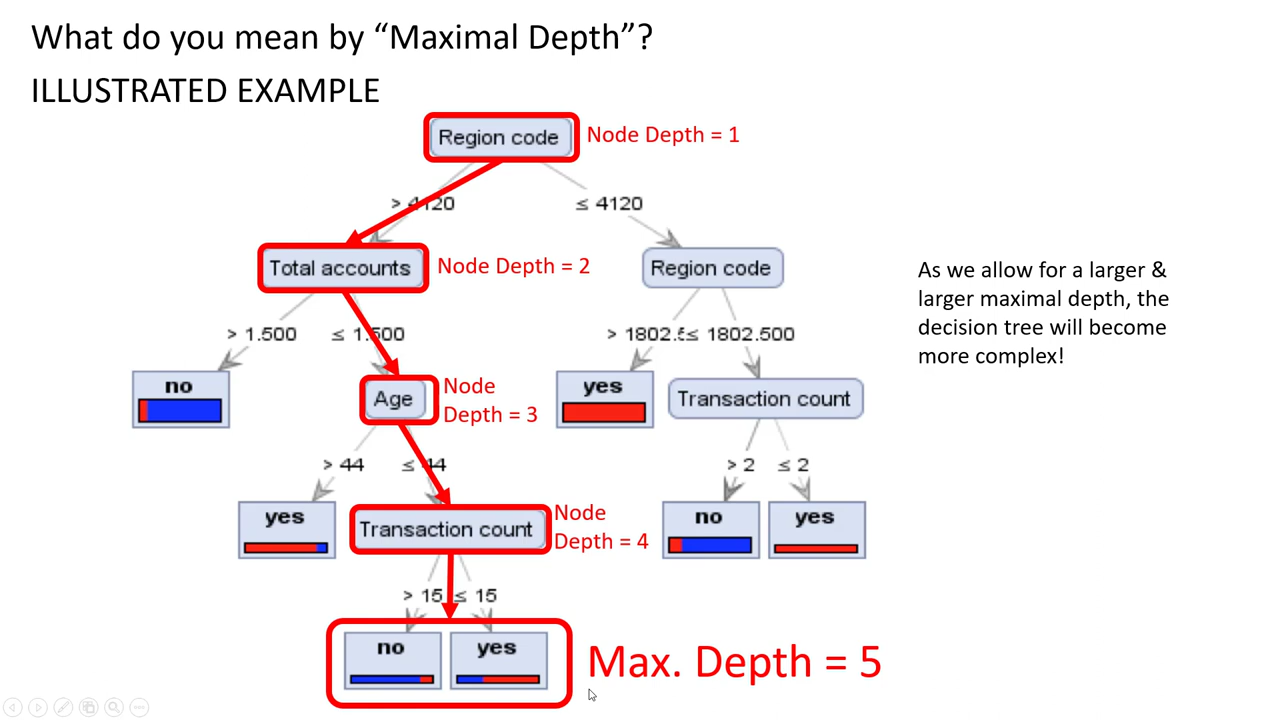 What do you mean by “Maximal Depth”?
ILLUSTRATED EXAMPLE
Region code
Node Depth = 1
> 4120
≤ 4120
Total accounts
Node Depth = 2
Region code
As we allow for a larger &
larger maximal depth, the
decision tree will become
more complex!
> 1.500
≤ 1.500
> 1802.5
≤ 1802.500
no
Age
Node
Depth = 3
yes
Transaction count
> 44
≤ 44
> 2
≤ 2
yes
Transaction count
Node
Depth = 4
no
yes
> 15
≤ 15
no
yes
Max. Depth = 5